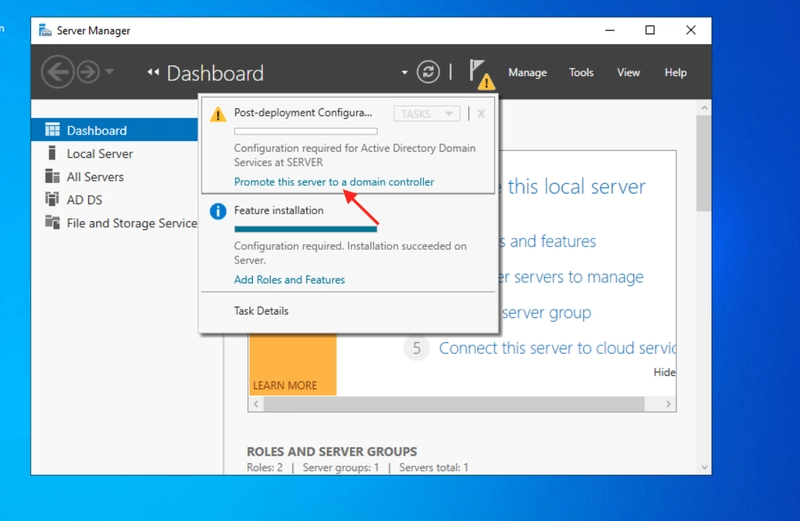 Server Manager
Dashboard
Manage Tools View Help
Post-deployment Configura... TASKS X
Configuration required for Active Directory Domain
Services at SERVER
Promote this server to a domain controller
Feature installation
Configuration required. Installation succeeded on
Server.
Add Roles and Features
Task Details
Dashboard
Local Server
All Servers
AD DS
File and Storage Service
this local server
and features
servers to manage
server group
5 Connect this server to cloud servic
Hide
LEARN MORE
ROLES AND SERVER GROUPS
Roles: 2 | Server groups: 1 | Servers total: 1